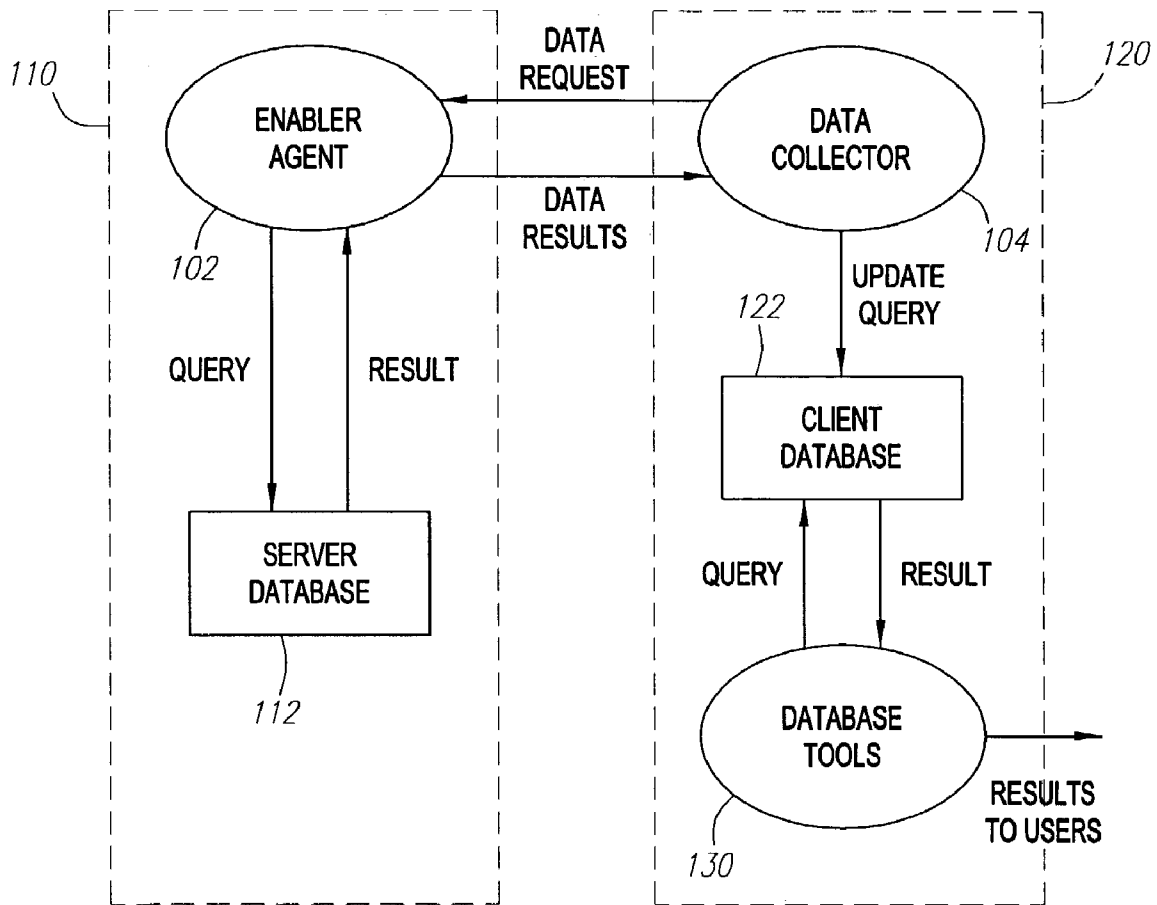 DATA
REQUEST
110
120
ENABLER
AGENT
DATA
COLLECTOR
DATA
RESULTS
102
104
UPDATE
QUERY
122
QUERY
RESULT
CLIENT
DATABASE
SERVER
DATABASE
QUERY
RESULT
112
DATABASE
TOOLS
RESULTS
TO USERS
130